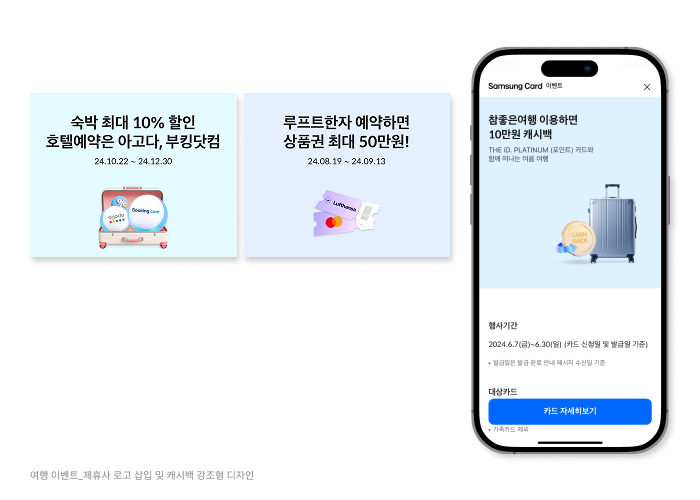 숙박 최대 10% 할인
호텔예약은 아고다, 부킹닷컴
24.10.22 ~ 24.12.30
agoda
Booking.com
루프트한자 예약하면
상품권 최대 50만원!
24.08.19 ~ 24.09.13
Lufthansa
Samsung Card 이벤트
참좋은여행 이용하면
10만원 캐시백
THE iD. PLATINUM (포인트) 카드와
함께 떠나는 여름 여행
CASH
BACK
행사기간
2024.6.7(금)~6.30(일) (카드 신청일 및 발급일 기준)
• 발급일은 발급 완료 안내 메시지 수신일 기준
대상카드
카드 자세히보기
• 가족카드 제외
여행 이벤트_제휴사 로고 삽입 및 캐시백 강조형 디자인